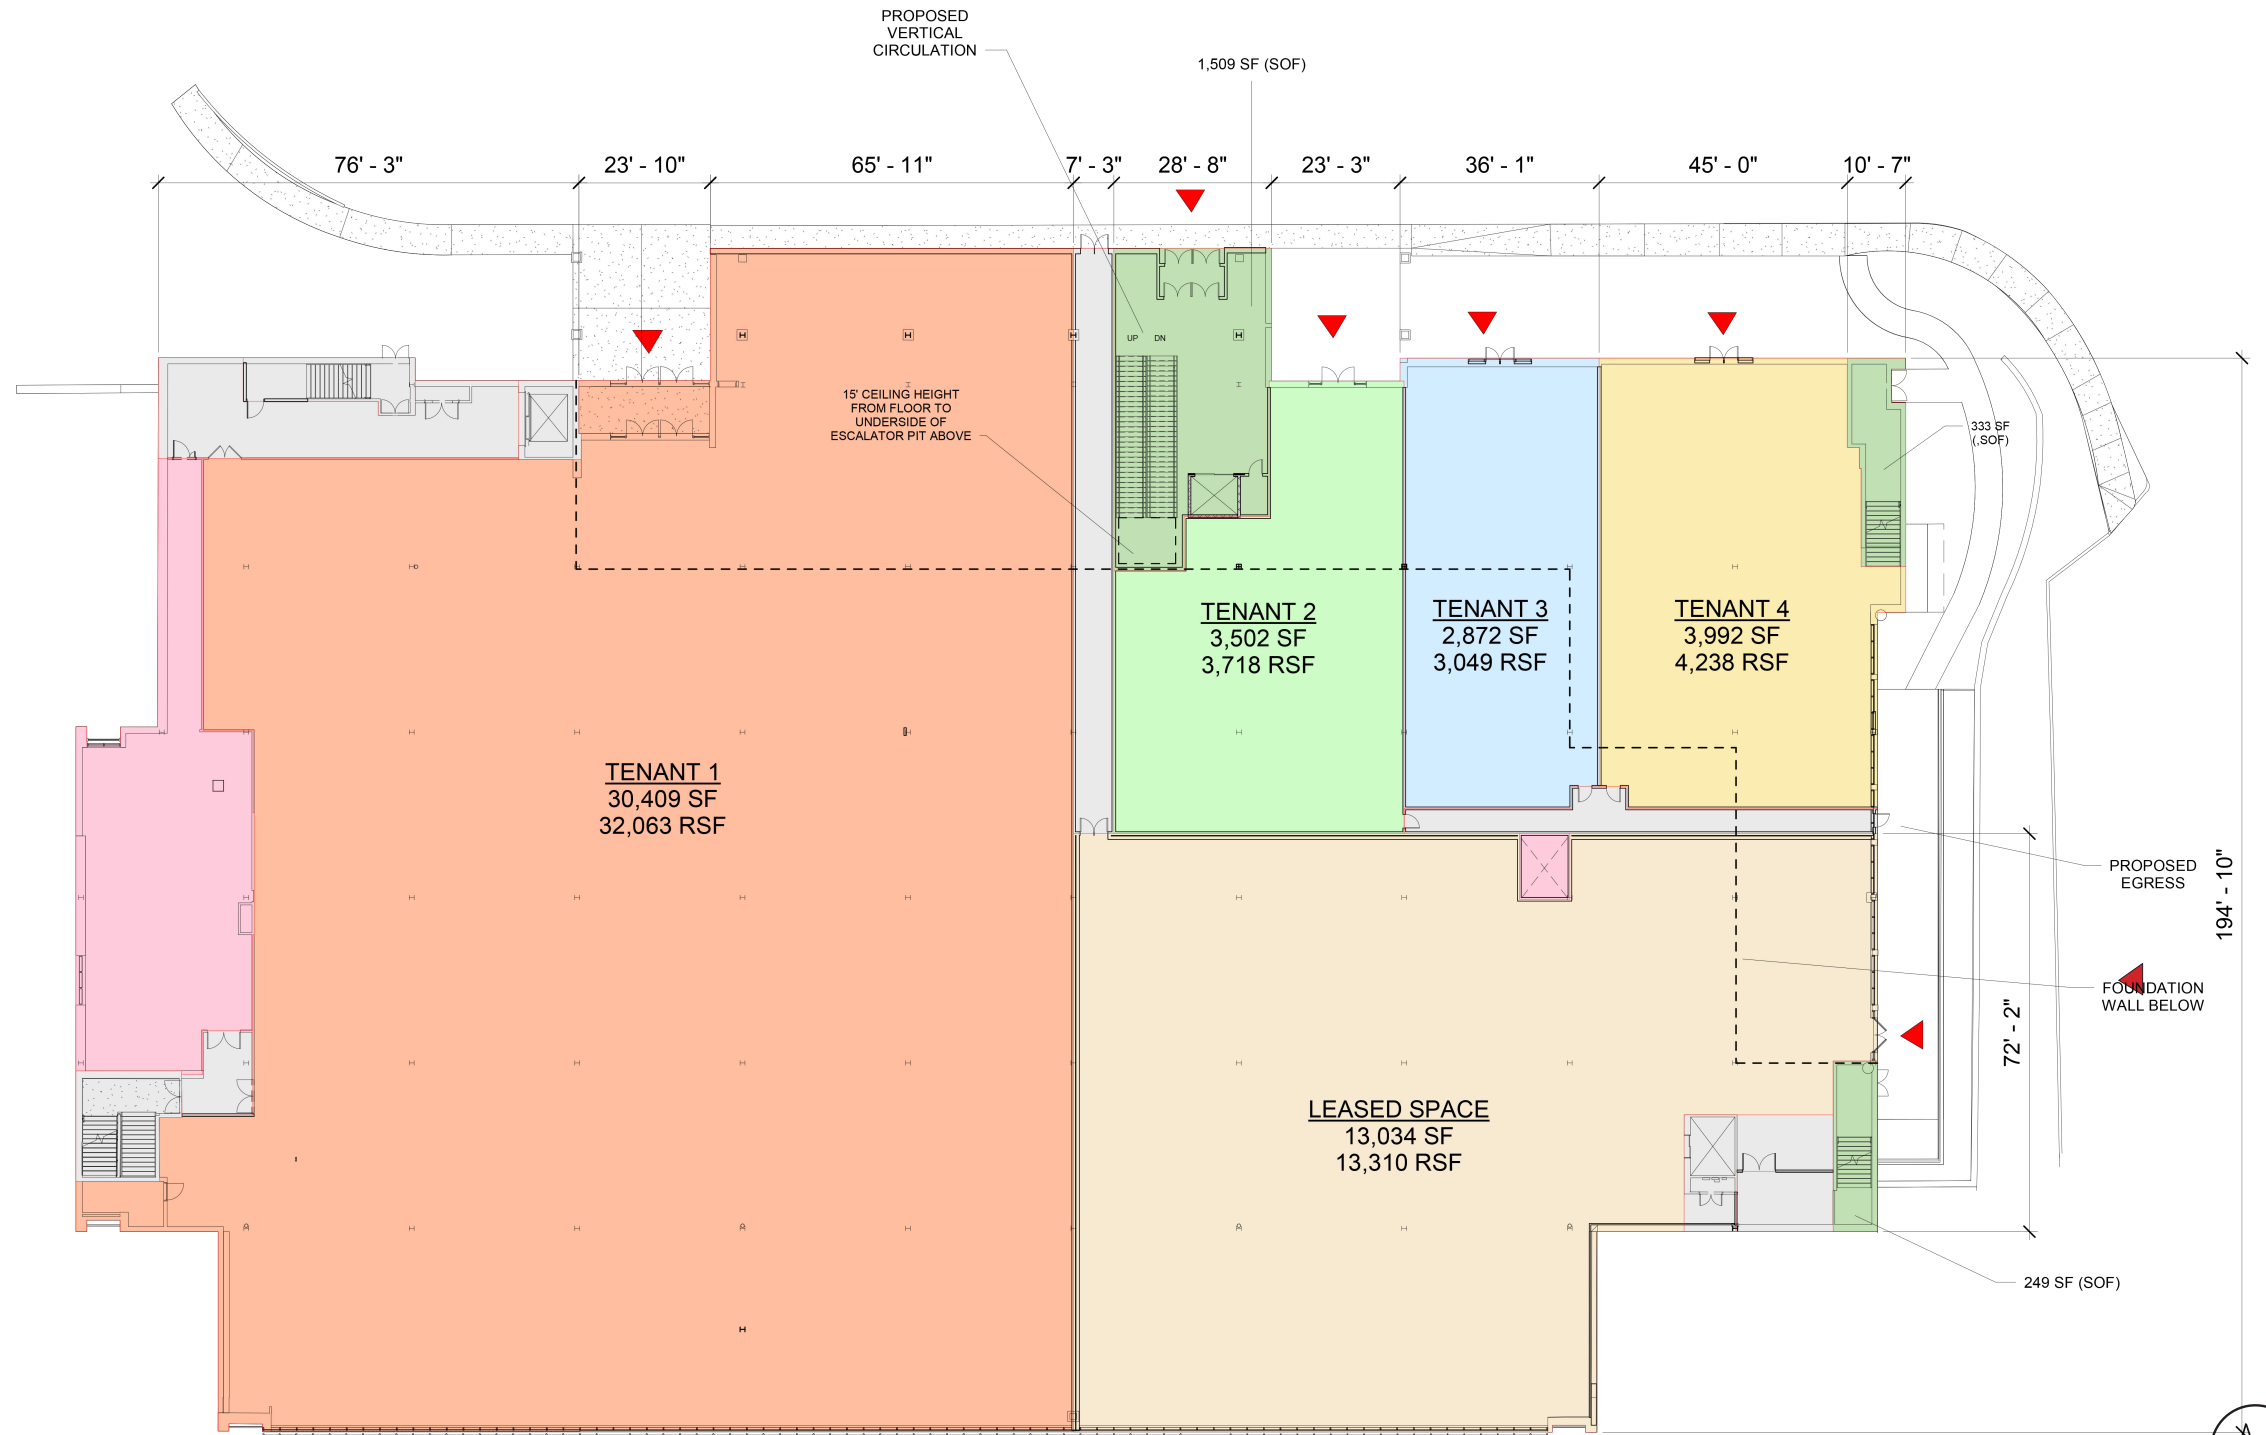 PROPOSED
VERTICAL
CIRCULATION
1,509 SF (SOF)
76' - 3"
23' - 10"
65' - 11"
7' - 3"
28' - 8"
23' - 3"
36' - 1"
45' - 0"
10' - 7"
UP
DN
15' CEILING HEIGHT
FROM FLOOR TO
UNDERSIDE OF
ESCALATOR PIT ABOVE
333 SF
(,SOF)
TENANT 2
3,502 SF
3,718 RSF
TENANT 3
2,872 SF
3,049 RSF
TENANT 4
3,992 SF
4,238 RSF
TENANT 1
30,409 SF
32,063 RSF
PROPOSED
EGRESS
194' - 10"
FOUNDATION
WALL BELOW
72' - 2"
LEASED SPACE
13,034 SF
13,310 RSF
249 SF (SOF)